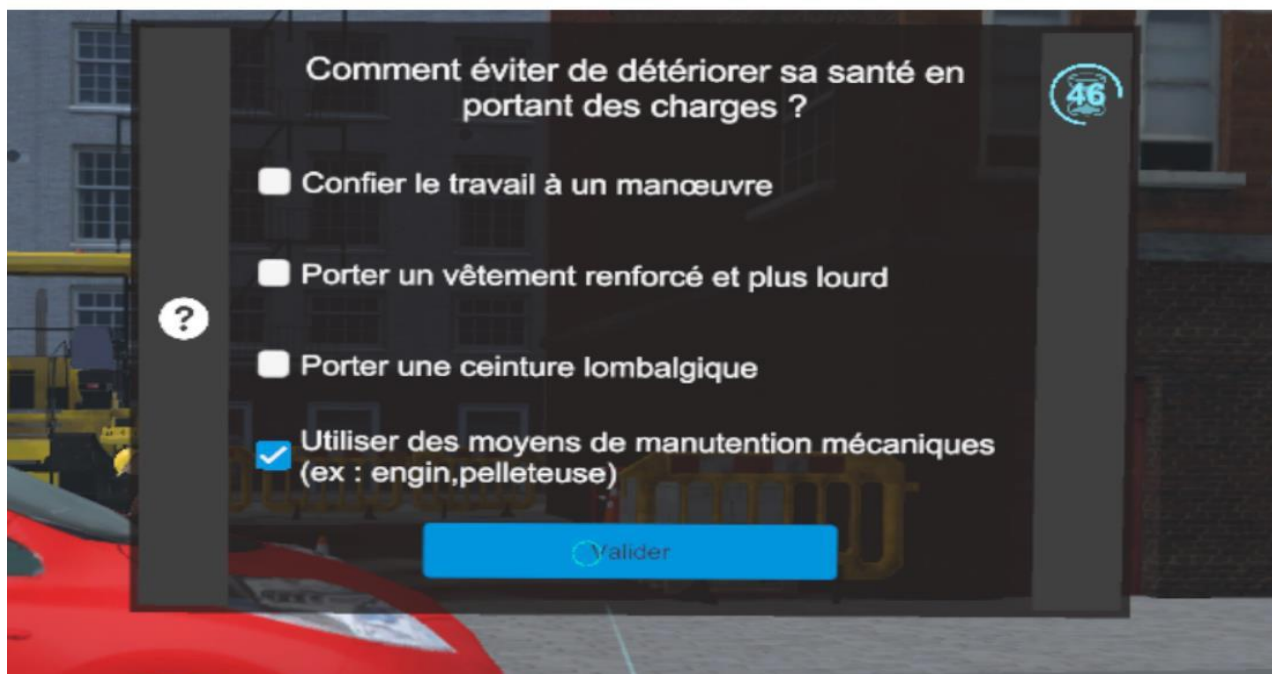 Comment éviter de détériorer sa santé en
portant des charges ?
46
Confier le travail à un manœuvre
Porter un vêtement renforcé et plus lourd
?
Porter une ceinture lombalgique
Utiliser des moyens de manutention mécaniques
(ex : engin,pelleteuse)
Valider